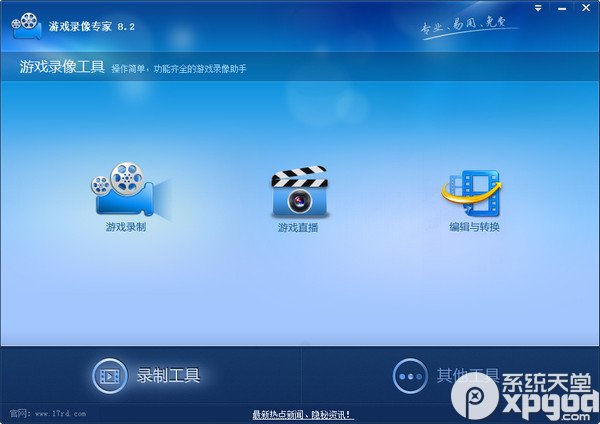 游戏录像专家 8.2
专业、易用、免费
游戏录像工具 操作简单，功能齐全的游戏录像助手
游戏录制
游戏直播
编辑与转换
录制工具
其他工具
系统天堂
xpgod.com
官网: www.17rd.com
最新热点新闻、隐秘资讯!